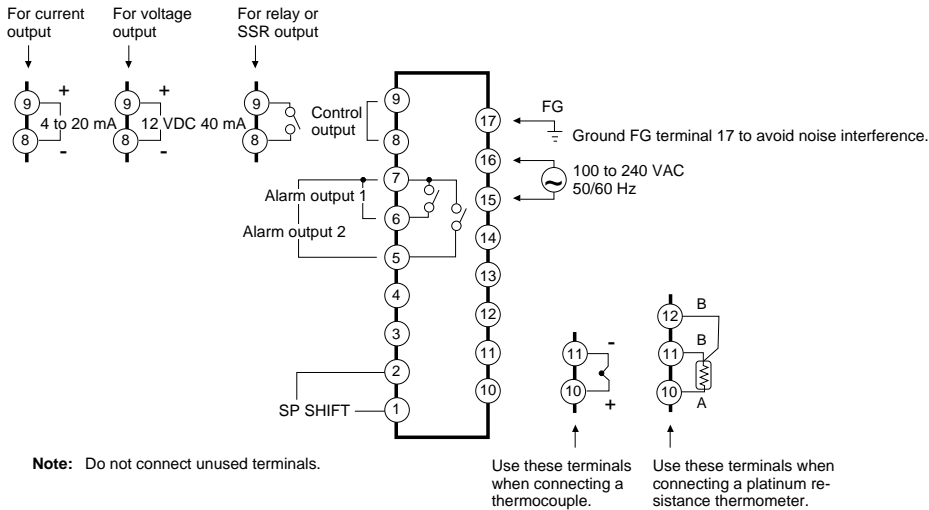 For current
output
For voltage
output
For relay or
SSR output
+
9
4 to 20 mA
8
-
+
9
12 VDC 40 mA
8
-
9
8
Control
output
9
8
7
Alarm output 1
6
Alarm output 2
5
4
3
2
SP SHIFT
1
17
FG
Ground FG terminal 17 to avoid noise interference.
16
100 to 240 VAC
50/60 Hz
~
15
14
13
12
11
10
11
-
10
+
12
B
11
B
10
A
Note: Do not connect unused terminals.
Use these terminals
when connecting a
thermocouple.
Use these terminals when
connecting a platinum re-
sistance thermometer.